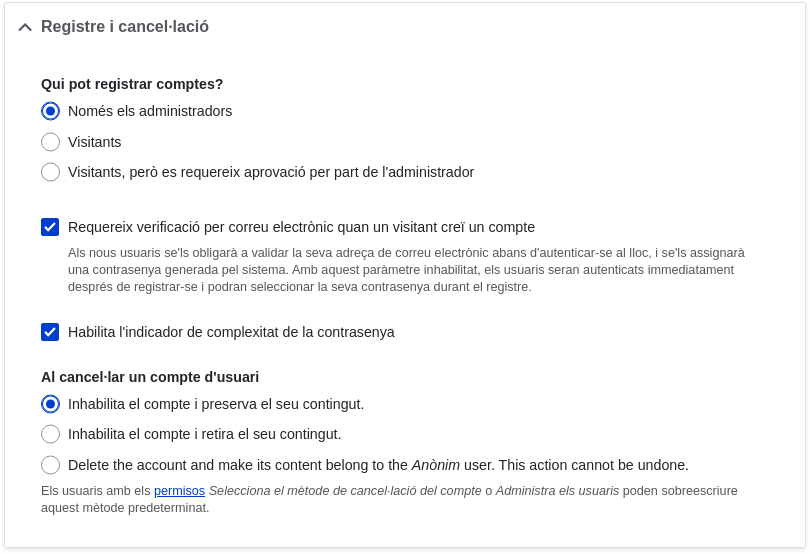 Registre i cancel·lació
Qui pot registrar comptes?
Només els administradors
Visitants
Visitants, però es requereix aprovació per part de l'administrador
Requereix verificació per correu electrònic quan un visitant creï un compte
Als nous usuaris se'ls obligarà a validar la seva adreça de correu electrònic abans d'autenticar-se al lloc, i se'ls assignarà
una contrasenya generada pel sistema. Amb aquest paràmetre inhabilitat, els usuaris seran autenticats immediatament
després de registrar-se i podran seleccionar la seva contrasenya durant el registre.
Habilita l'indicador de complexitat de la contrasenya
Al cancel·lar un compte d'usuari
Inhabilita el compte i preserva el seu contingut.
Inhabilita el compte i retira el seu contingut.
Delete the account and make its content belong to the Anònim user. This action cannot be undone.
Els usuaris amb els permisos Selecciona el mètode de cancel·lació del compte o Administra els usuaris poden sobreescriure
aquest mètode predeterminat.